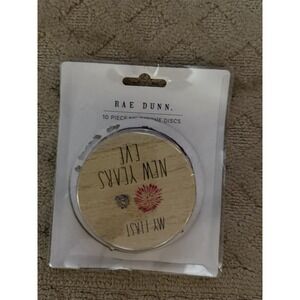 RAE DUNN.
10 PIECE DISCS
MY FIRST
NEW YEARS
EVE